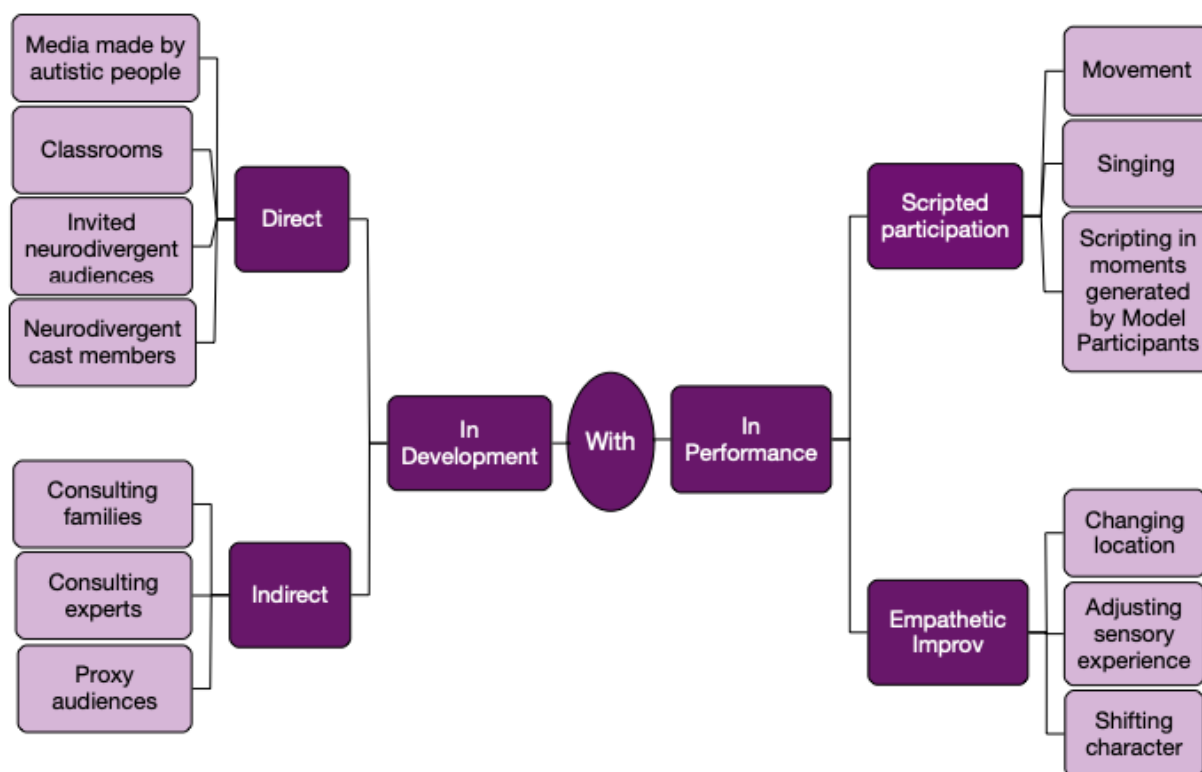 Media made by
autistic people
Classrooms
Invited
neurodivergent
audiences
Neurodivergent
cast members
Direct
Consulting
families
Consulting
experts
Proxy
audiences
Indirect
In
Development
With
In
Performance
Scripted
participation
Movement
Singing
Scripting in
moments
generated
by Model
Participants
Empathetic
Improv
Changing
location
Adjusting
sensory
experience
Shifting
character